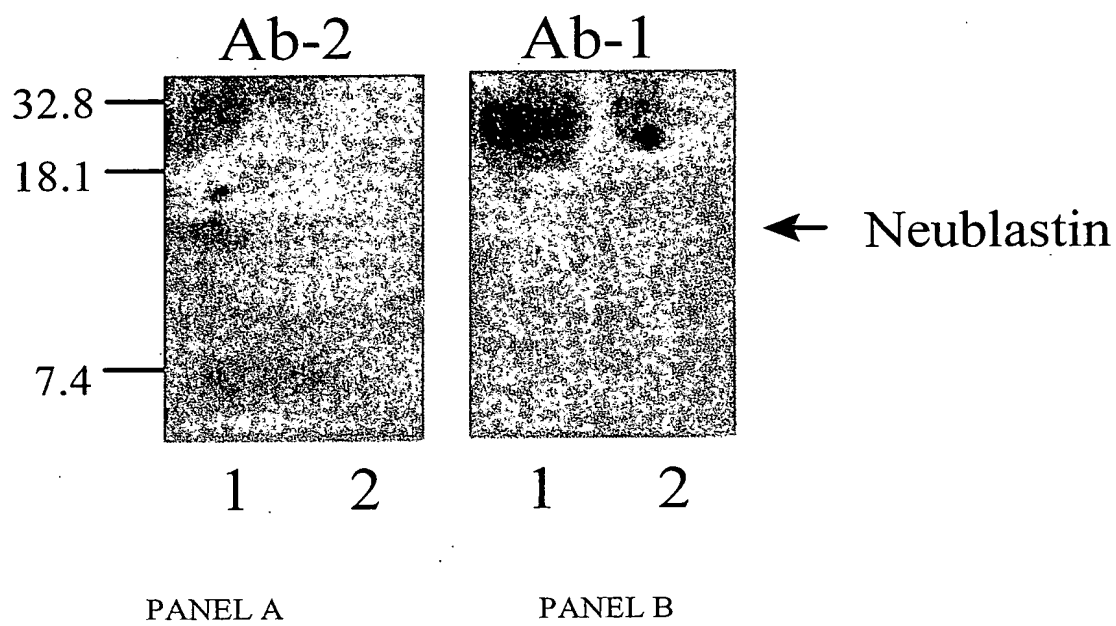 Ab-2
Ab-1
32.8
18.1
Neublastin
7.4
1 2
1 2
PANEL A
PANEL B